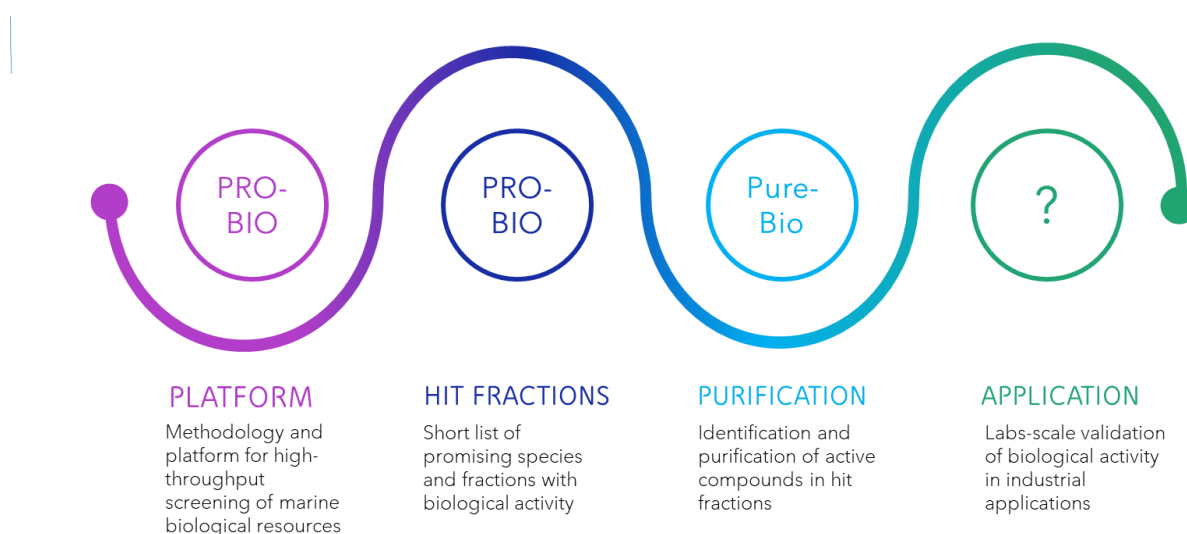 PRO-
BIO
PRO-
BIO
Pure-
Bio
?
PLATFORM
Methodology and
platform for high-
throughput
screening of marine
biological resources
HIT FRACTIONS
Short list of
promising species
and fractions with
biological activity
PURIFICATION
Identification and
purification of active
compounds in hit
fractions
APPLICATION
Labs-scale validation
of biological activity
in industrial
applications